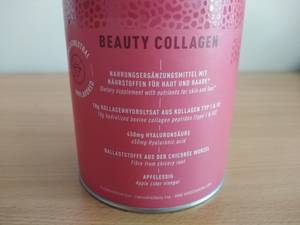 BEAUTY COLLAGEN
NAHRUNGSERGÄNZUNGSMITTEL MIT
NÄHRSTOFFEN FÜR HAUT UND HAARE*
Dietary supplement with nutrients for skin and hair*
10g KOLLAGENHYDROLYSAT AUS KOLLAGEN TYP I & III
10g hydrolized bovine collagen peptides (type I & III)
450mg HYALURONSÄURE
450mg Hyaluronic acid
BALLASTSTOFFE AUS DER CHICORÉE WURZEL
Fibre from chicory root
APFELESSIG
Apple cider vinegar